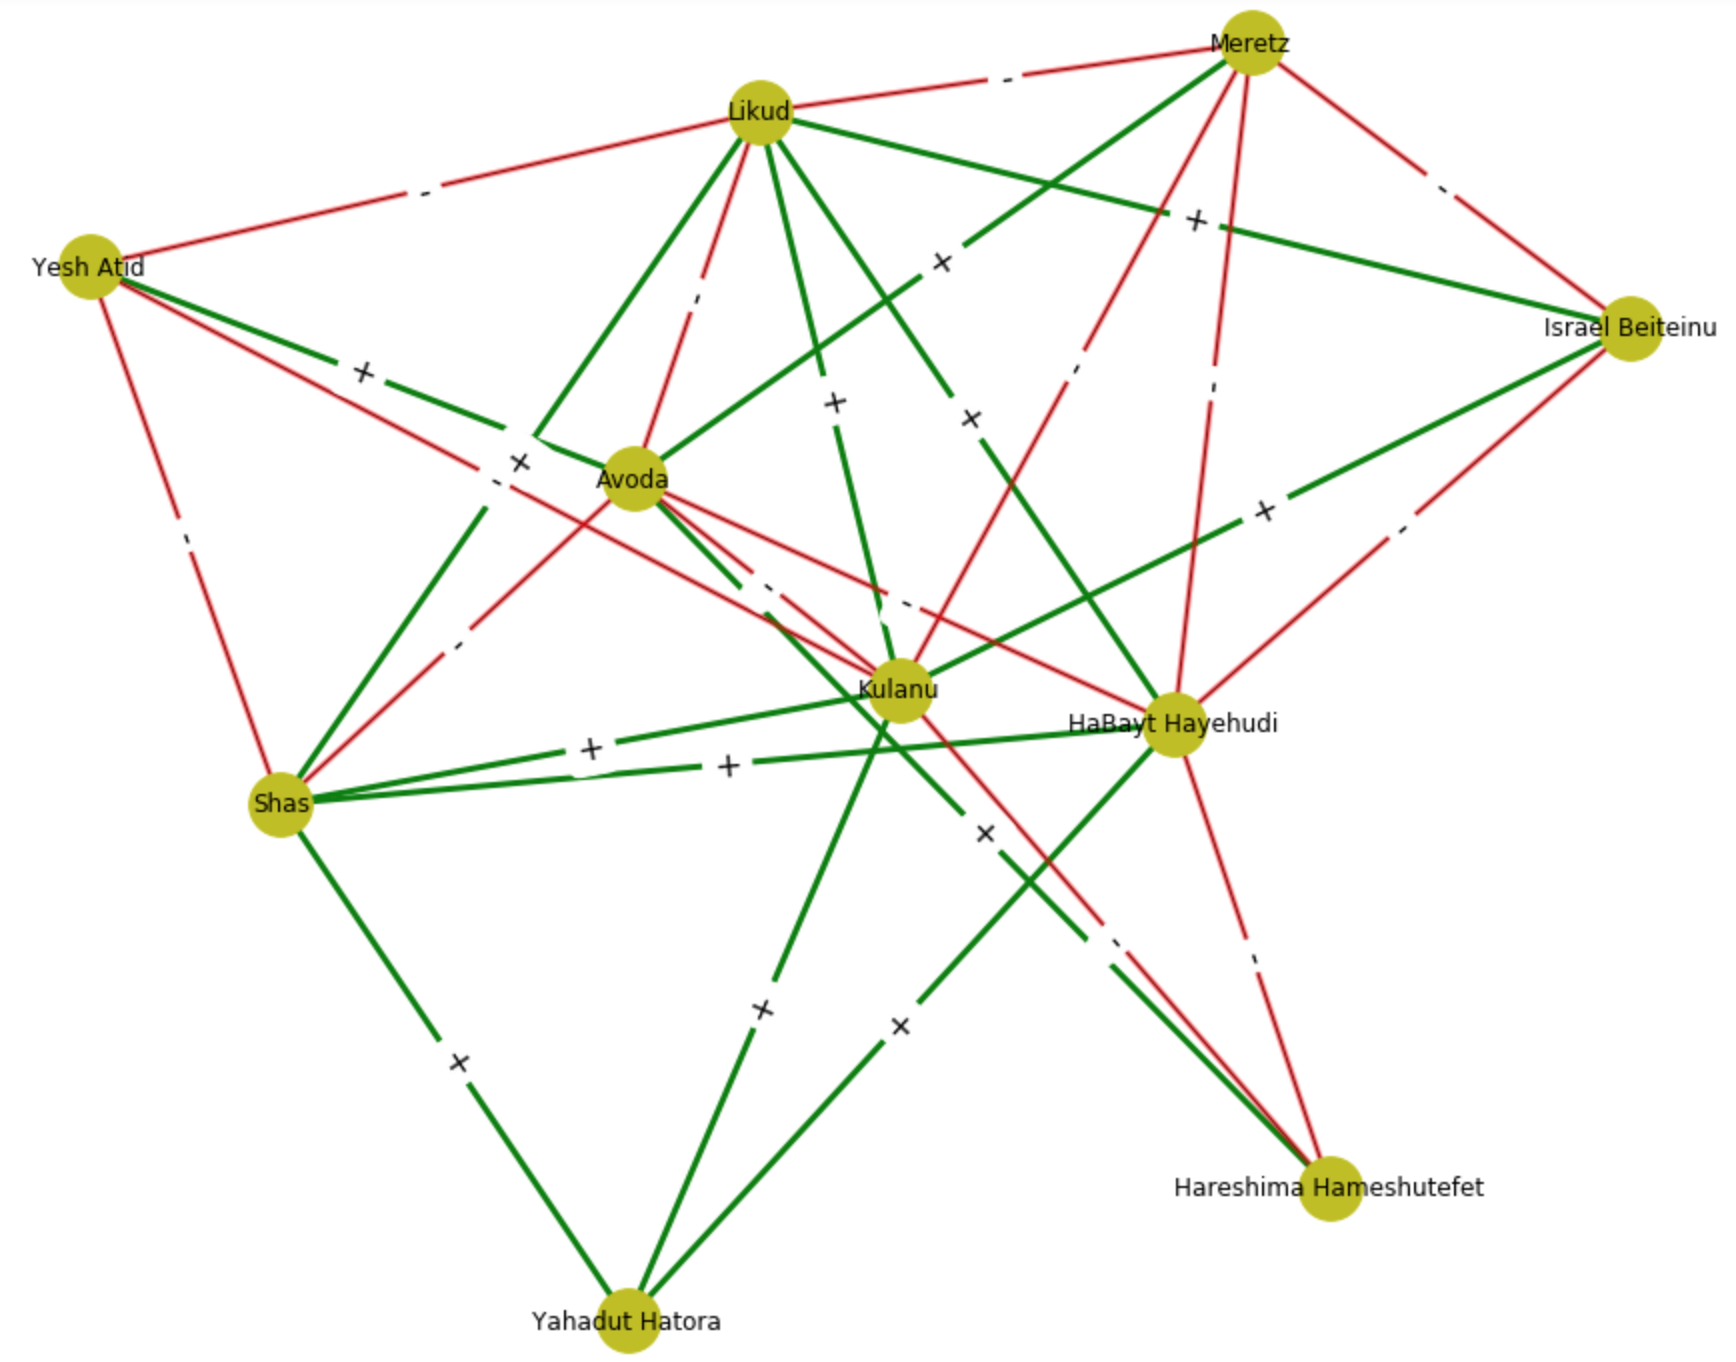 Meretz
-
Likud
-
+
-
Yesh Atid
+
-
Israel Beiteinu
-
-
-
+
+
+
+
-
Avoda
-
+
-
-
-
-
Kulanu
HaBayt Hayehudi
+
+
Shas
+
-
-
+
+
+
Hareshima Hameshutefet
Yahadut Hatora